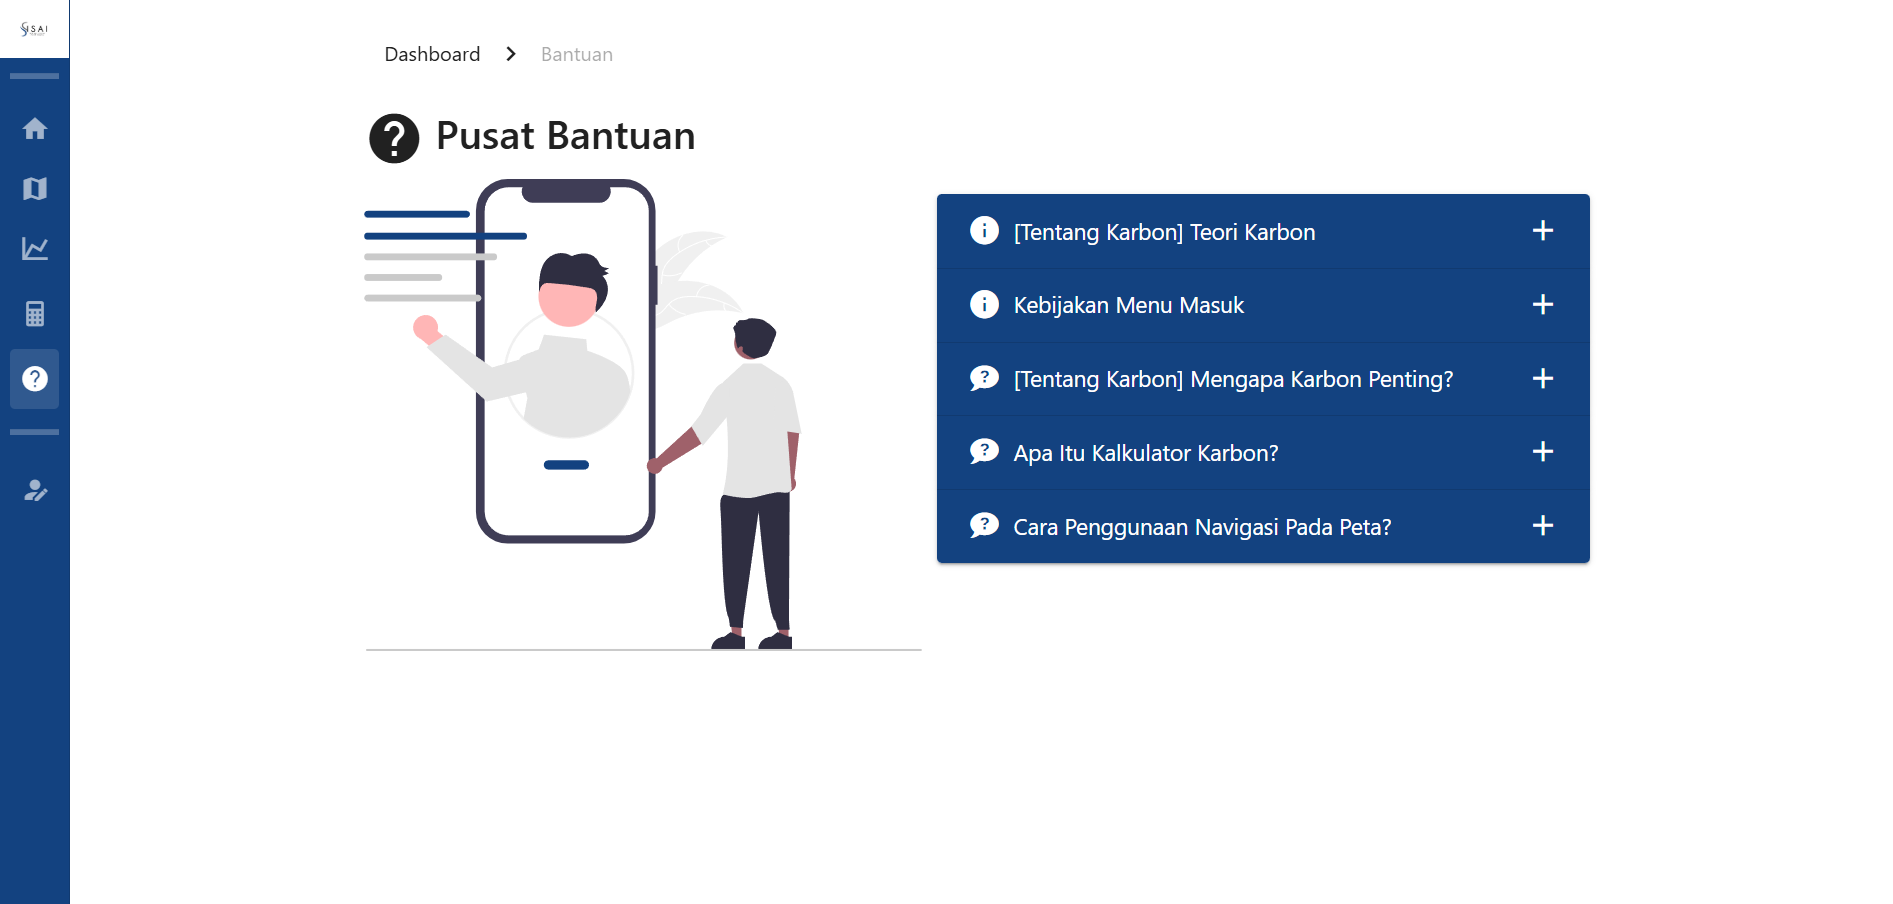 ISAI
Dashboard > Bantuan
Pusat Bantuan
[Tentang Karbon] Teori Karbon
Kebijakan Menu Masuk
[Tentang Karbon] Mengapa Karbon Penting?
Apa Itu Kalkulator Karbon?
Cara Penggunaan Navigasi Pada Peta?